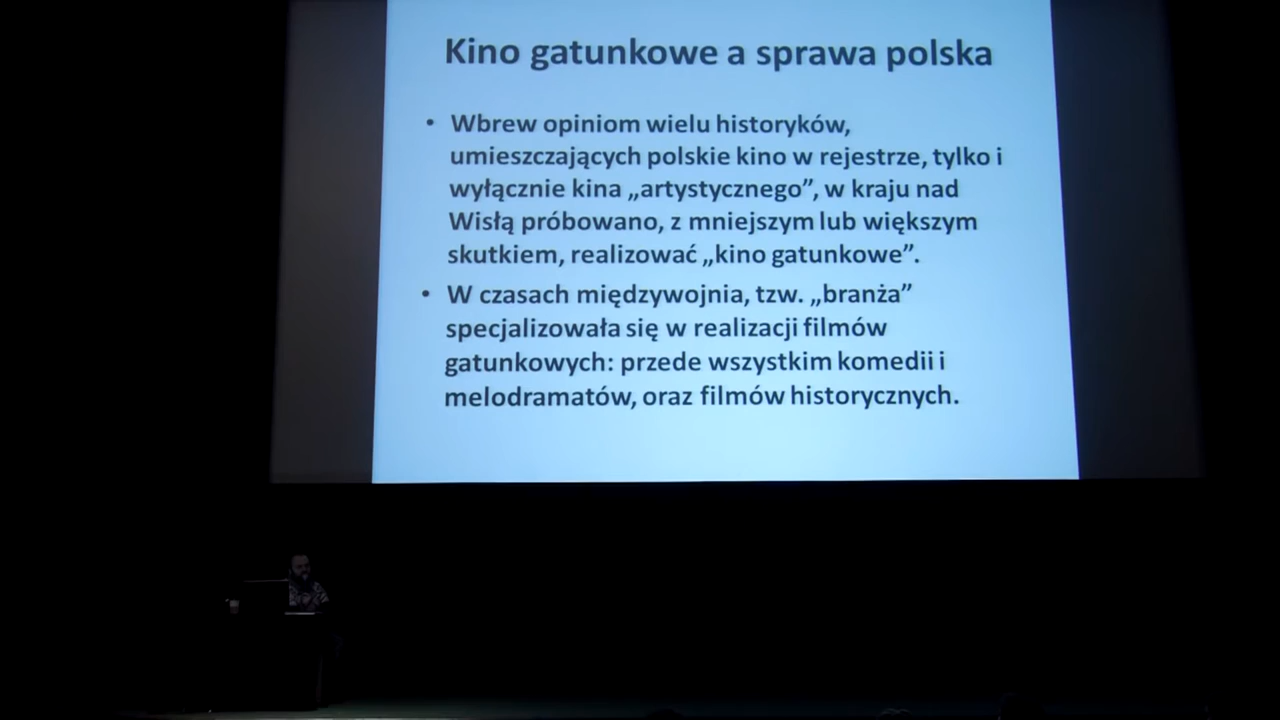 Kino gatunkowe a sprawa polska
• Wbrew opiniom wielu historyków,
umieszczających polskie kino w rejestrze, tylko i
wyłącznie kina „artystycznego”, w kraju nad
Wisłą próbowano, z mniejszym lub większym
skutkiem, realizować „kino gatunkowe”.
• W czasach międzywojnia, tzw. „branża”
specjalizowała się w realizacji filmów
gatunkowych: przede wszystkim komedii i
melodramatów, oraz filmów historycznych.